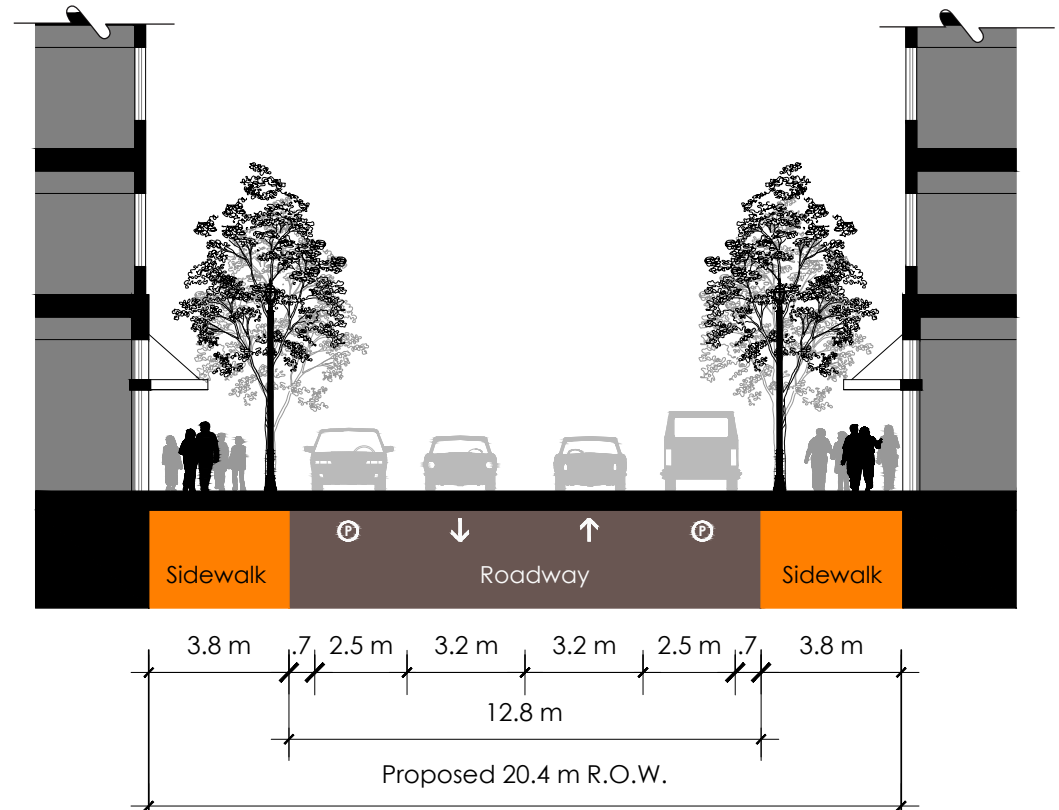 P P
Sidewalk Roadway Sidewalk
3.8 m .7 2.5 m 3.2 m 3.2 m 2.5 m .7 3.8 m
12.8 m
Proposed 20.4 m R.O.W.